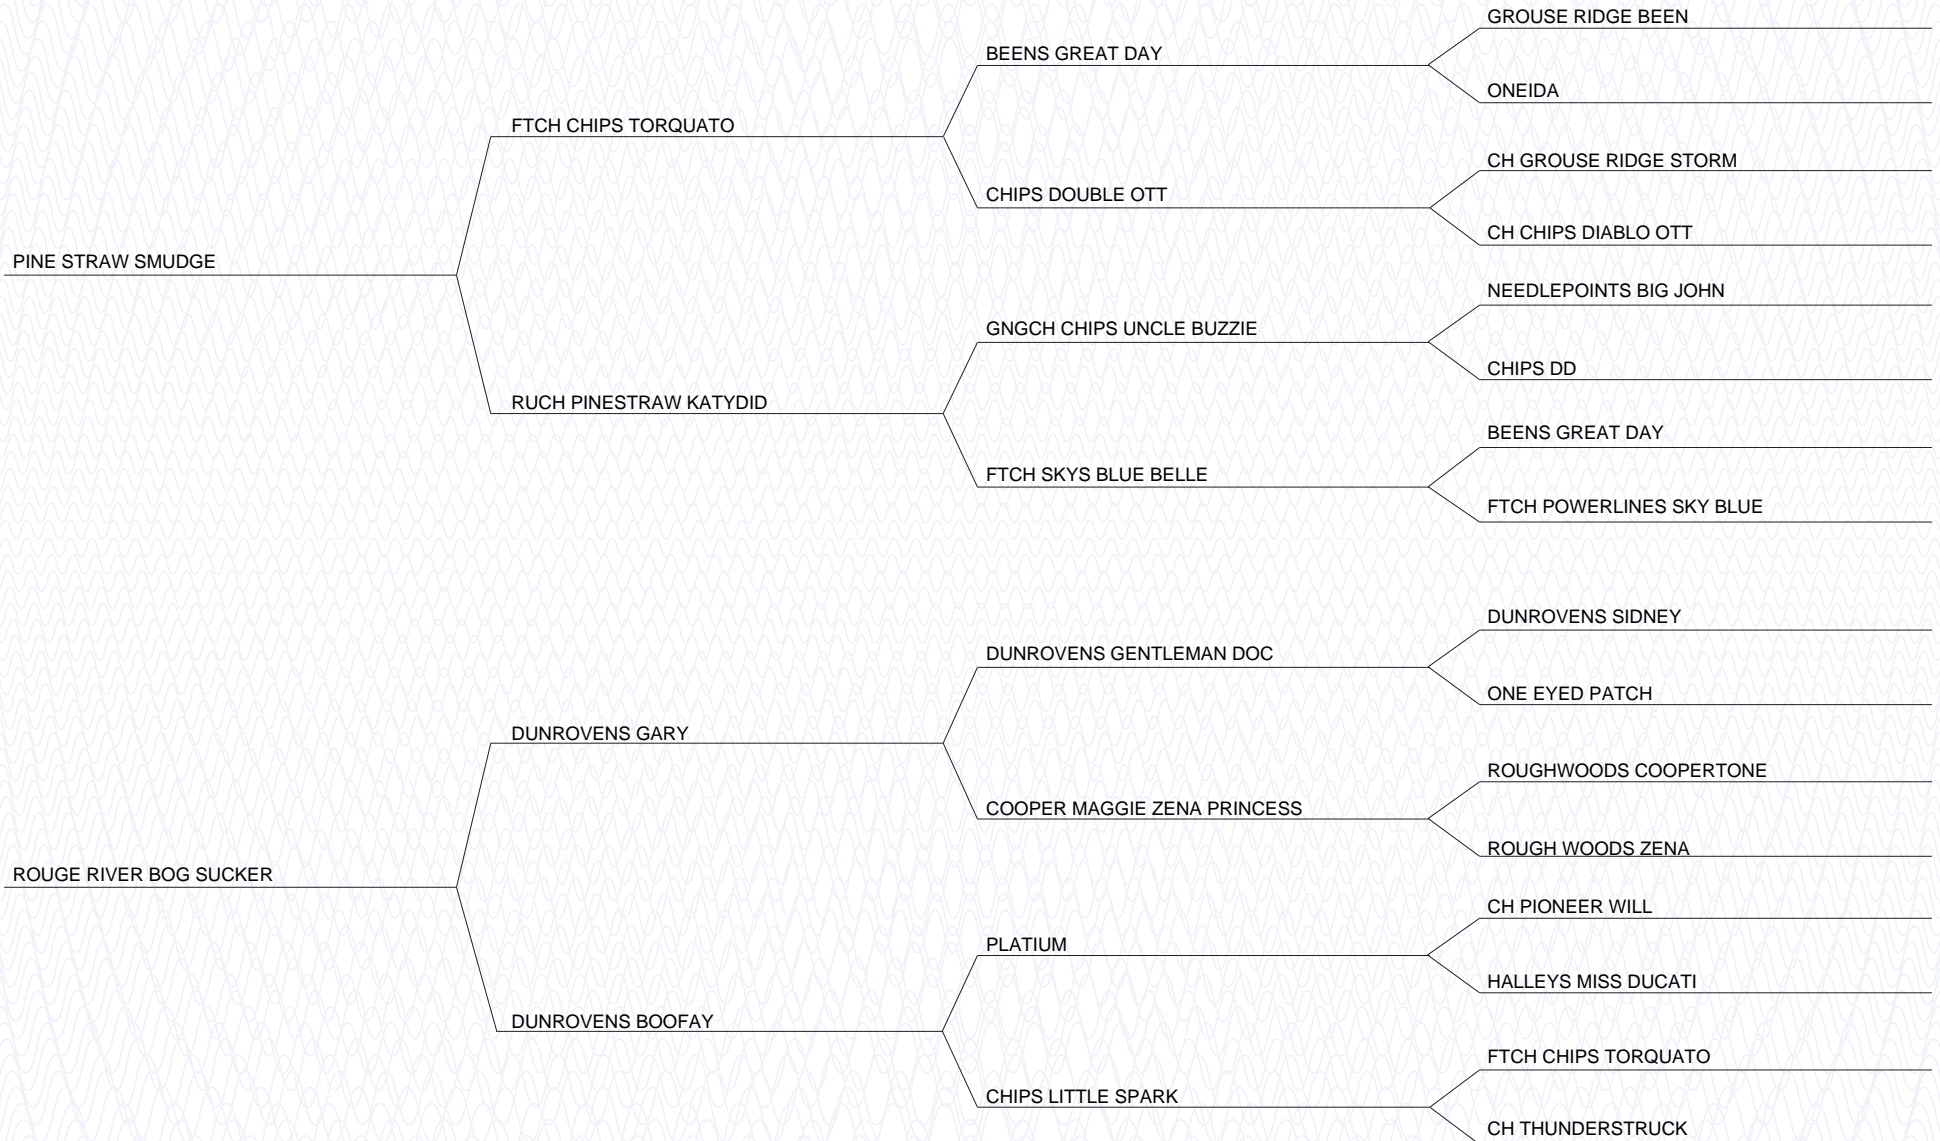 GROUSE RIDGE BEEN
BEENS GREAT DAY
ONEIDA
FTCH CHIPS TORQUATO
CH GROUSE RIDGE STORM
CHIPS DOUBLE OTT
CH CHIPS DIABLO OTT
PINE STRAW SMUDGE
NEEDLEPOINTS BIG JOHN
GNGCH CHIPS UNCLE BUZZIE
CHIPS DD
RUCH PINESTRAW KATYDID
BEENS GREAT DAY
FTCH SKYS BLUE BELLE
FTCH POWERLINES SKY BLUE
DUNROVENS SIDNEY
DUNROVENS GENTLEMAN DOC
ONE EYED PATCH
DUNROVENS GARY
ROUGHWOODS COOPERTONE
COOPER MAGGIE ZENA PRINCESS
ROUGH WOODS ZENA
ROUGE RIVER BOG SUCKER
CH PIONEER WILL
PLATIUM
HALLEYS MISS DUCATI
DUNROVENS BOOFAY
FTCH CHIPS TORQUATO
CHIPS LITTLE SPARK
CH THUNDERSTRUCK